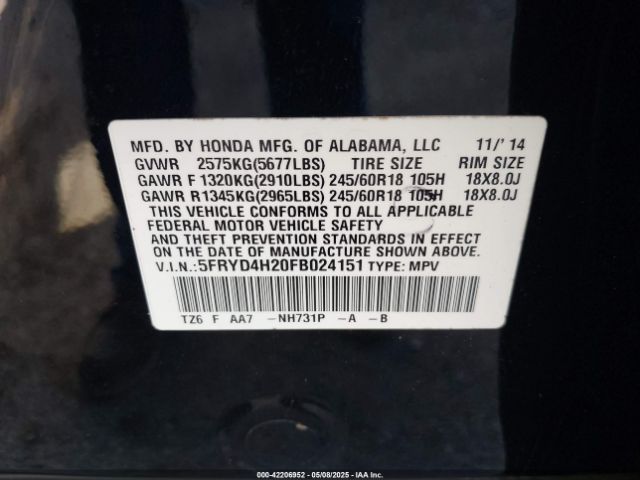 MFD. BY HONDA MFG. OF ALABAMA, LLC 11/' 14
GVWR 2575KG(5677LBS) TIRE SIZE RIM SIZE
GAWR F 1320KG(2910LBS) 245/60R18 105H 18X8.0J
GAWR R1345KG(2965LBS) 245/60R18 105H 18X8.0J
THIS VEHICLE CONFORMS TO ALL APPLICABLE
FEDERAL MOTOR VEHICLE SAFETY
AND THEFT PREVENTION STANDARDS IN EFFECT
ON THE DATE OF MANUFACTURE SHOWN ABOVE.
V.I.N.:5FRYD4H20FB024151 TYPE: MPV
TZ6 F AA7 -NH731P -A -B
000-42206952 | 05/08/2025 | IAA Inc.